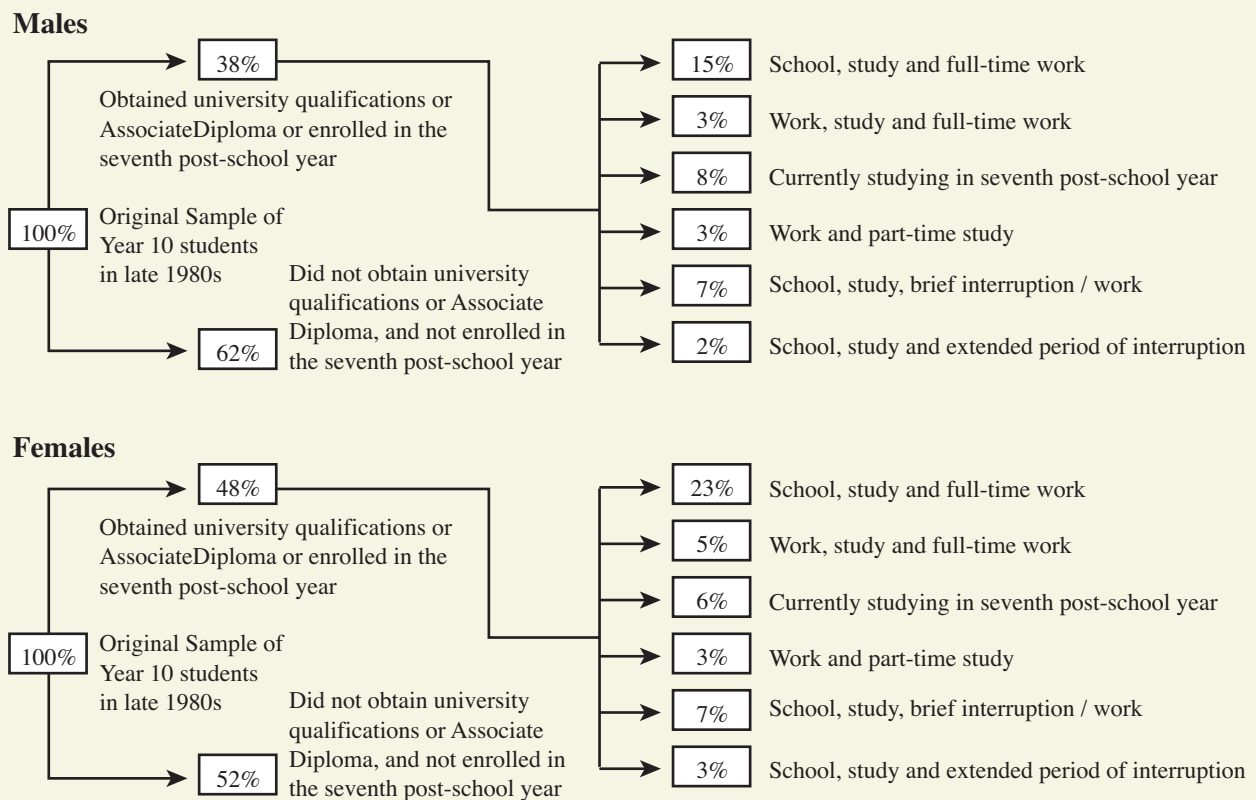 Males
38%
Obtained university qualifications or
AssociateDiploma or enrolled in the
seventh post-school year
100%
Original Sample of
Year 10 students
in late 1980s
62%
Did not obtain university
qualifications or Associate
Diploma, and not enrolled in
the seventh post-school year
15% School, study and full-time work
3% Work, study and full-time work
8% Currently studying in seventh post-school year
3% Work and part-time study
7% School, study, brief interruption / work
2% School, study and extended period of interruption
Females
48%
Obtained university qualifications or
AssociateDiploma or enrolled in the
seventh post-school year
100%
Original Sample of
Year 10 students
in late 1980s
52%
Did not obtain university
qualifications or Associate
Diploma, and not enrolled in
the seventh post-school year
23% School, study and full-time work
5% Work, study and full-time work
6% Currently studying in seventh post-school year
3% Work and part-time study
7% School, study, brief interruption / work
3% School, study and extended period of interruption